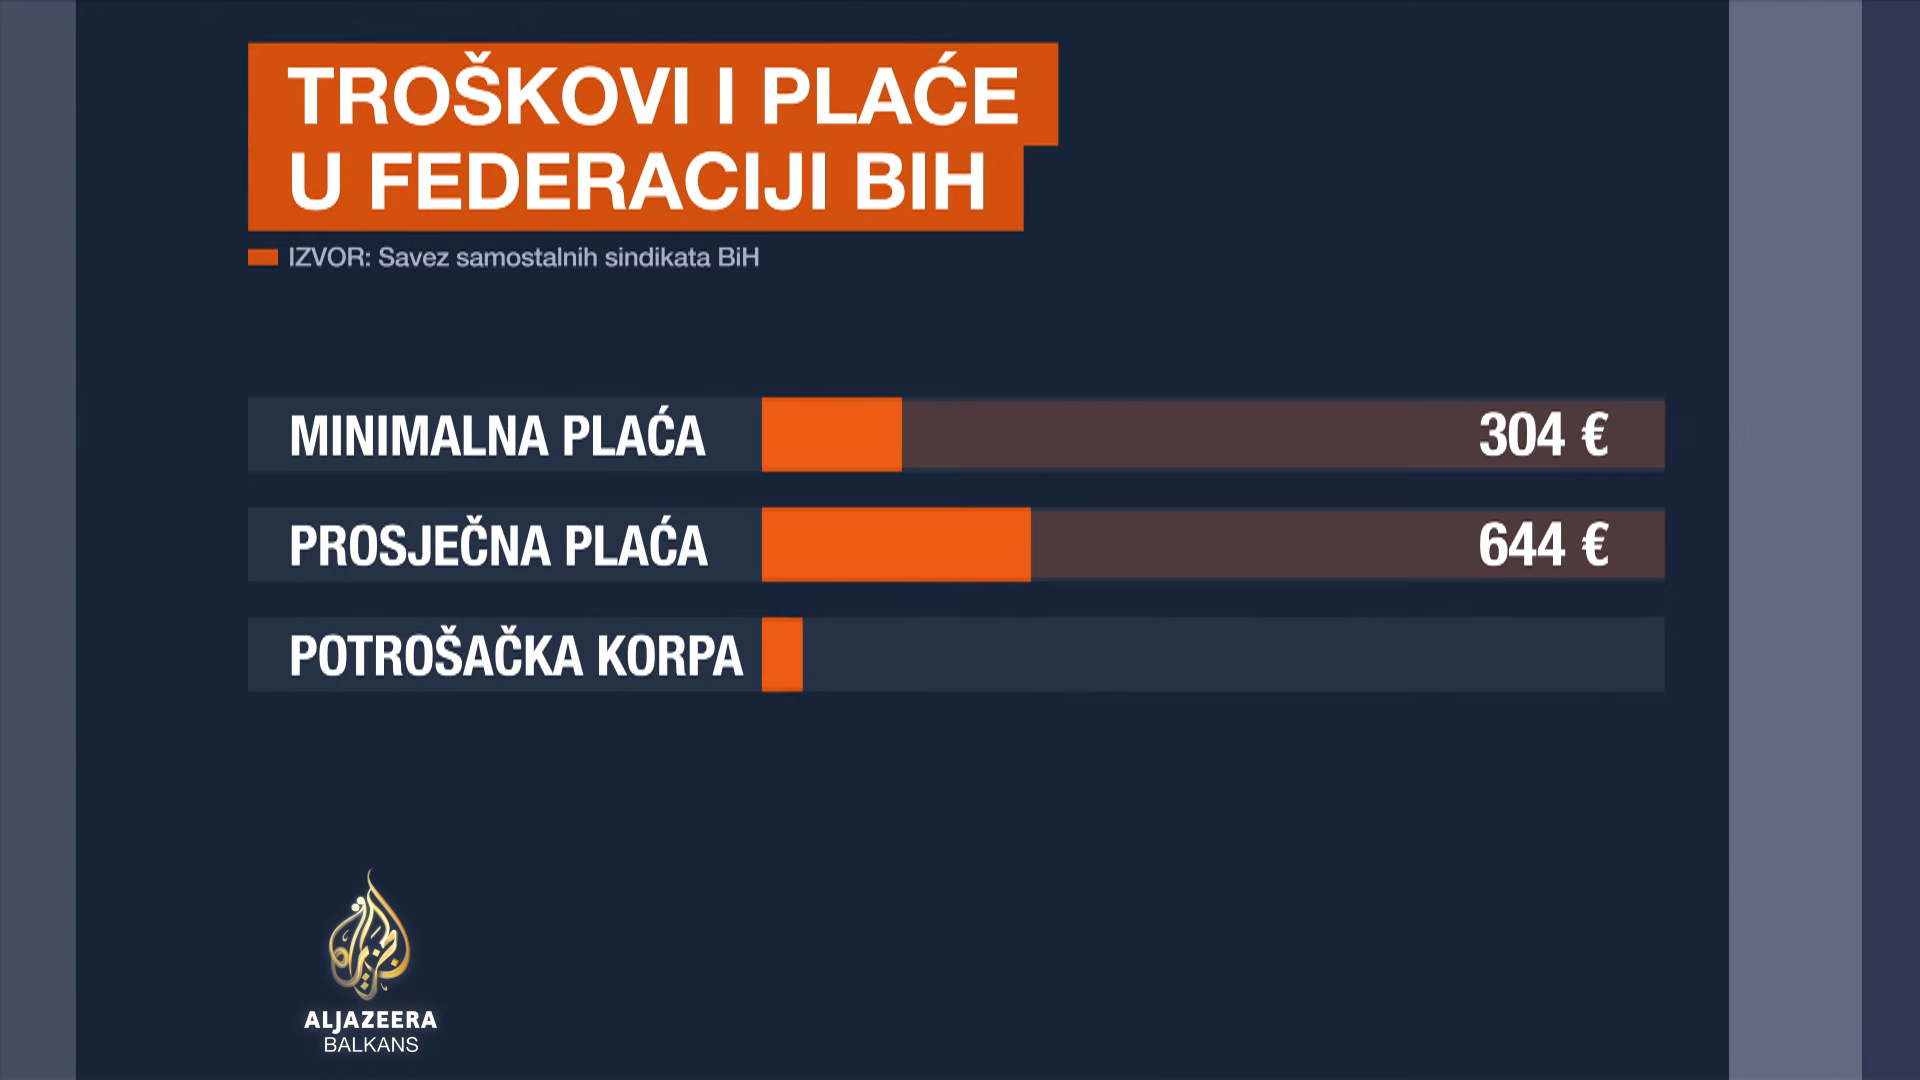 TROŠKOVI I PLAĆE
U FEDERACIJI BIH
IZVOR: Savez samostalnih sindikata BiH
MINIMALNA PLAĆA 304 €
PROSJEČNA PLAĆA 644 €
POTROŠAČKA KORPA
ALJAZEERA
BALKANS